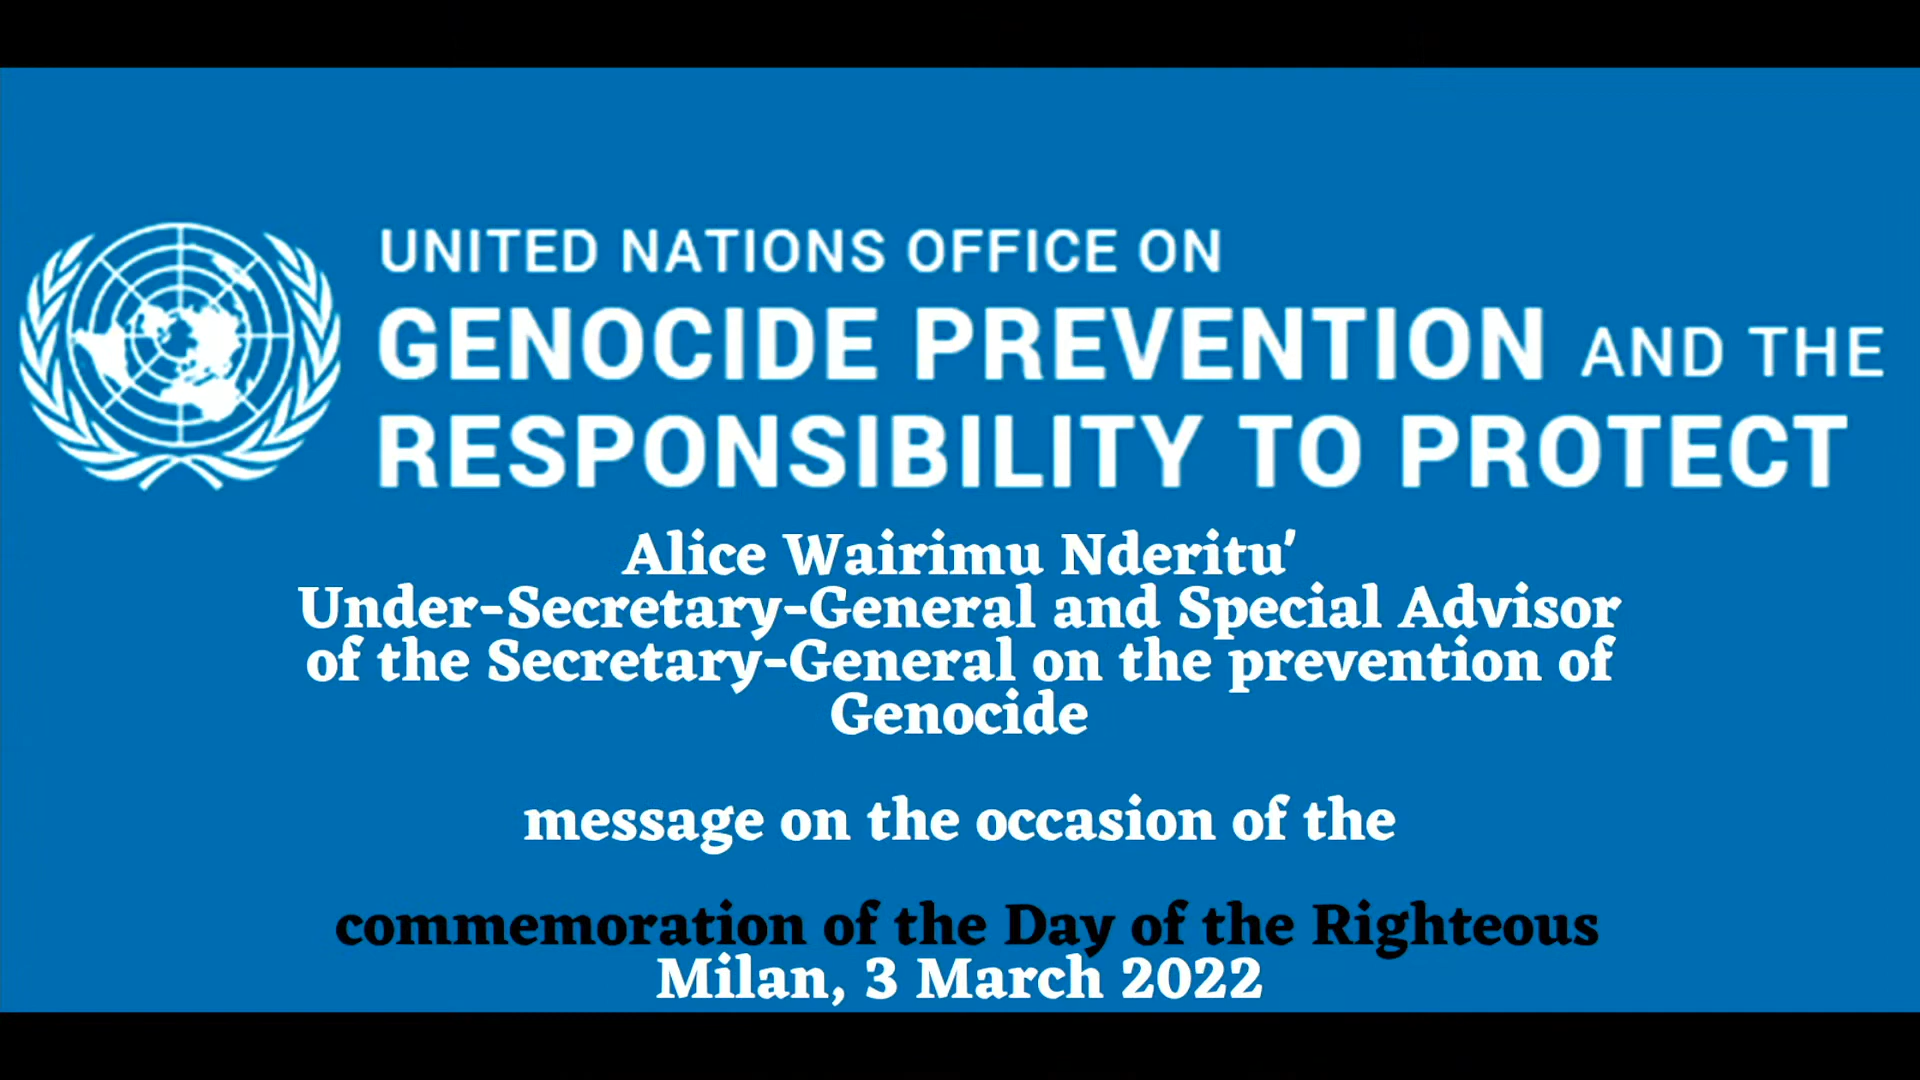 UNITED NATIONS OFFICE ON
GENOCIDE PREVENTION AND THE
RESPONSIBILITY TO PROTECT
Alice Wairimu Nderitu'
Under-Secretary-General and Special Advisor
of the Secretary-General on the prevention of
Genocide
message on the occasion of the
commemoration of the Day of the Righteous
Milan, 3 March 2022